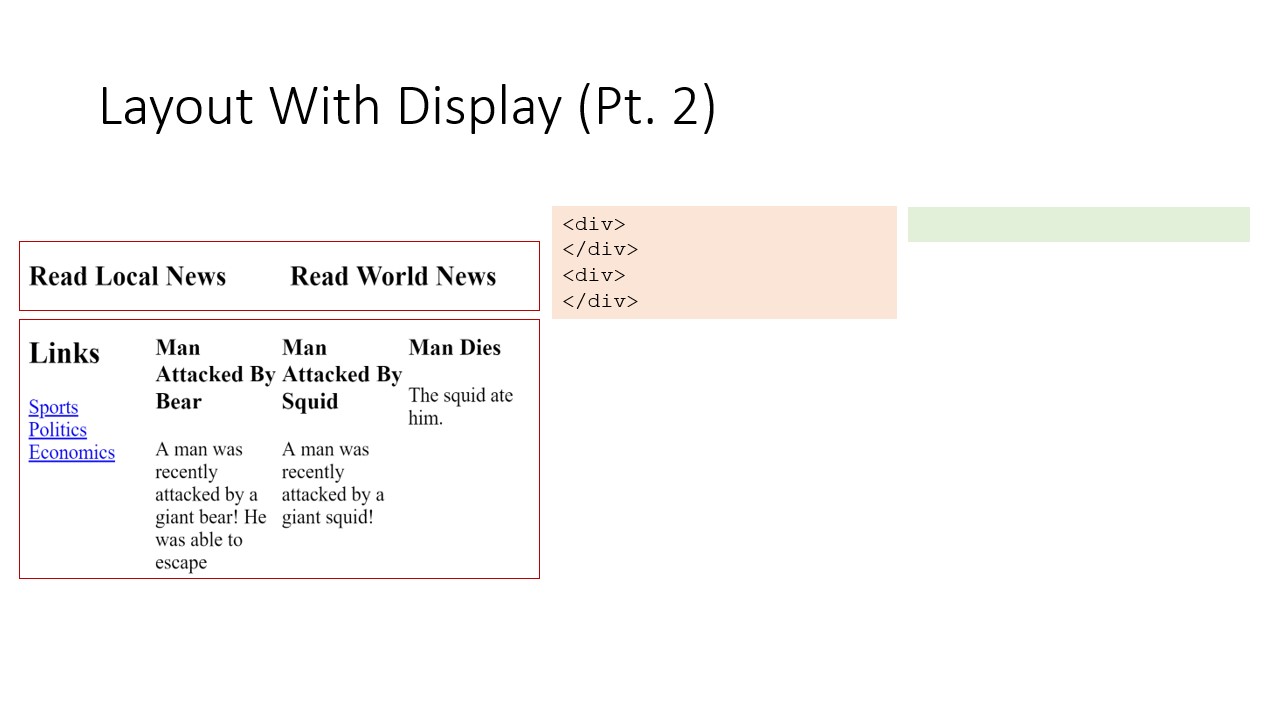 Layout With Display (Pt. 2)
Read Local News
Read World News
Links
Sports
Politics
Economics
Man
Attacked By
Bear
A man was
recently
attacked by a
giant bear! He
was able to
escape
Man
Attacked By
Squid
A man was
recently
attacked by a
giant squid!
Man Dies
The squid ate
him.
<div>
</div>
<div>
</div>